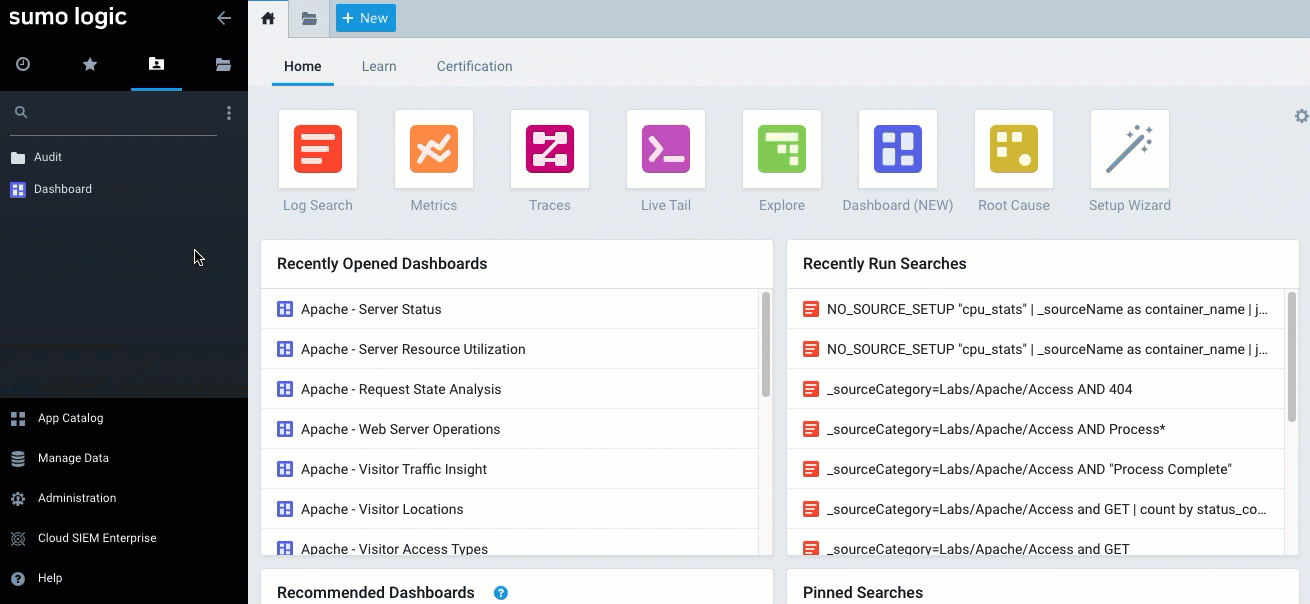 sumo logic
+ New
Home
Learn
Certification
Audit
Dashboard
Log Search
Metrics
Traces
Live Tail
Explore
Dashboard (NEW)
Root Cause
Setup Wizard
Recently Opened Dashboards
Apache - Server Status
Apache - Server Resource Utilization
Apache - Request State Analysis
Apache - Web Server Operations
Apache - Visitor Traffic Insight
Apache - Visitor Locations
Apache - Visitor Access Types
Recently Run Searches
NO_SOURCE_SETUP "cpu_stats" | _sourceName as container_name | j...
NO_SOURCE_SETUP "cpu_stats" | _sourceName as container_name | j...
_sourceCategory=Labs/Apache/Access AND 404
_sourceCategory=Labs/Apache/Access AND Process*
_sourceCategory=Labs/Apache/Access AND "Process Complete"
_sourceCategory=Labs/Apache/Access and GET | count by status_co...
_sourceCategory=Labs/Apache/Access and GET
App Catalog
Manage Data
Administration
Cloud SIEM Enterprise
? Help
Recommended Dashboards ?
Pinned Searches